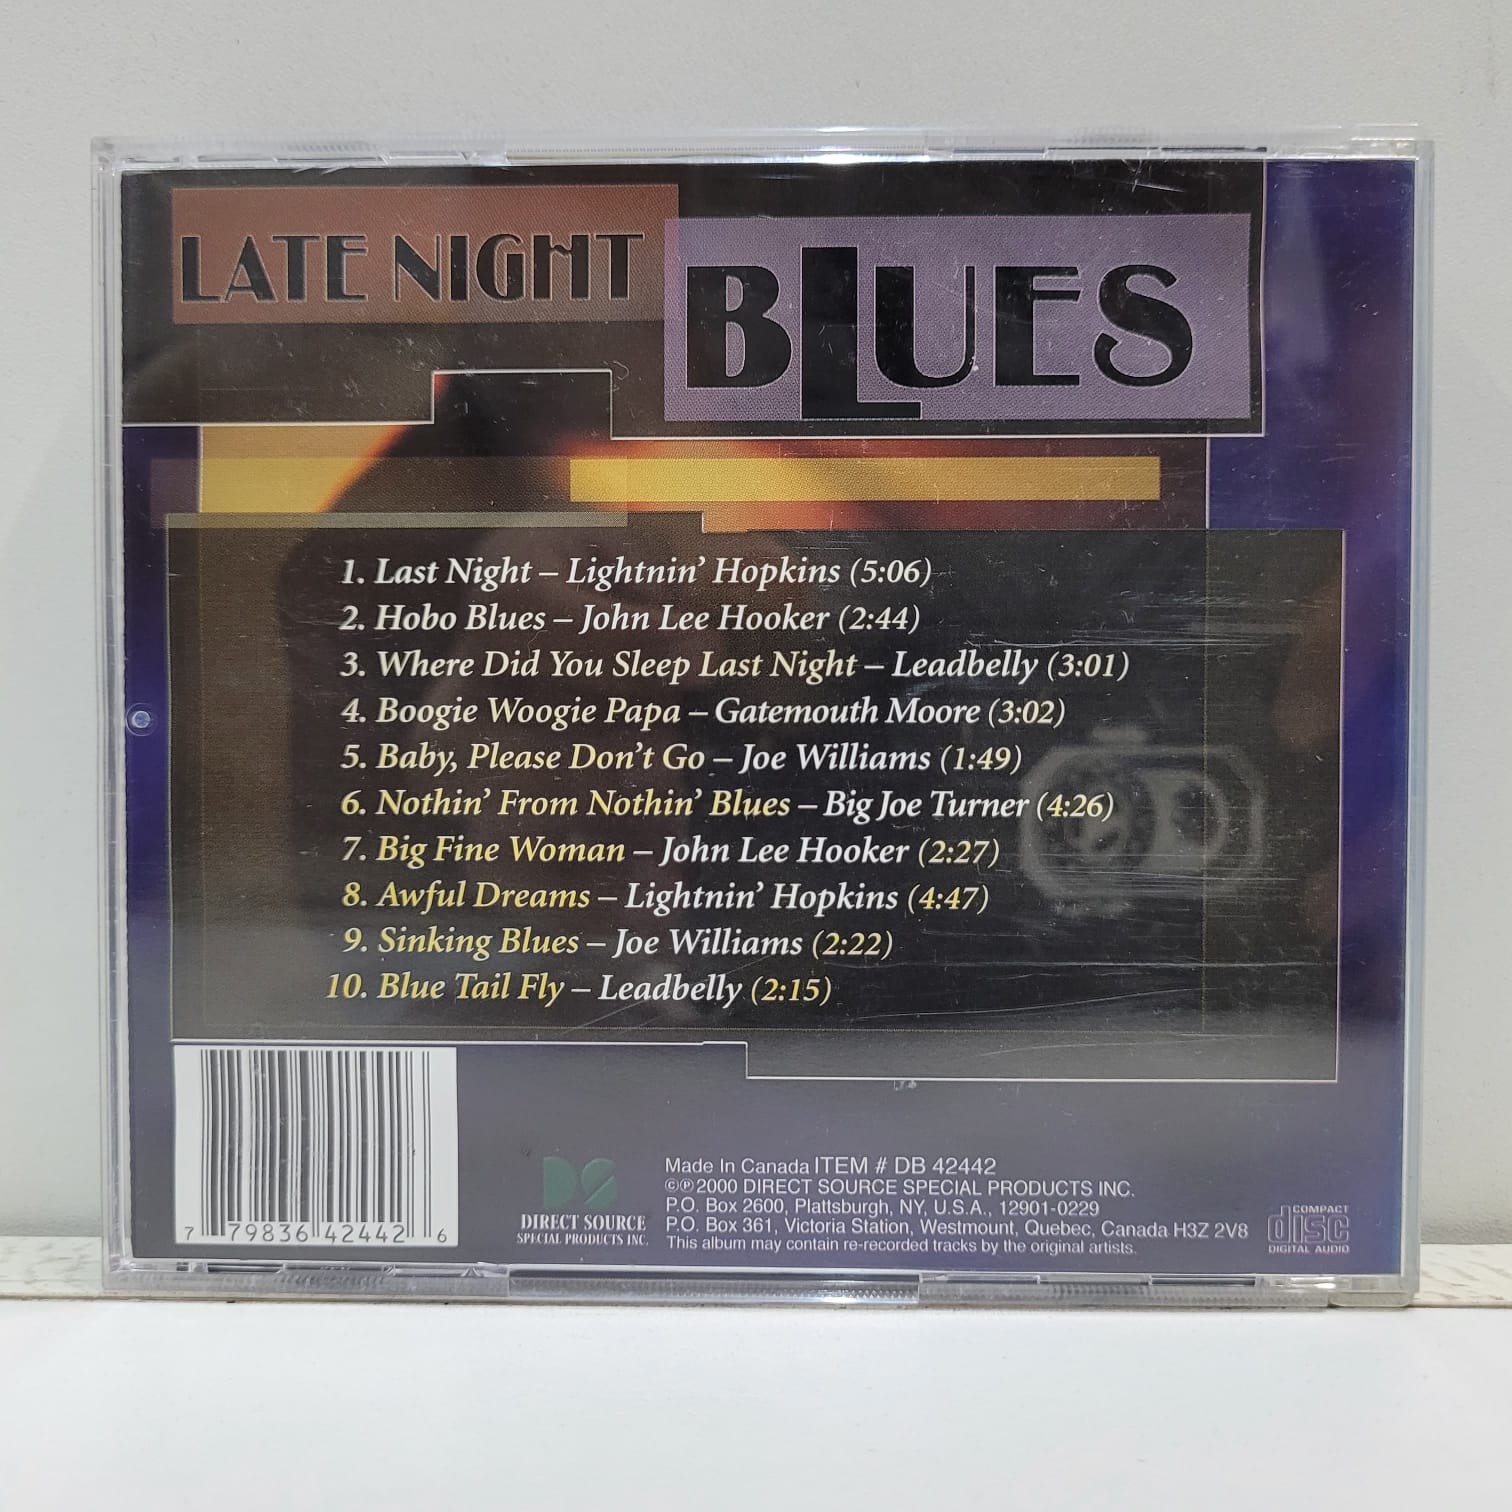 LATE NIGHT
BLUES
1. Last Night – Lightnin' Hopkins (5:06)
2. Hobo Blues – John Lee Hooker (2:44)
3. Where Did You Sleep Last Night – Leadbelly (3:01)
4. Boogie Woogie Papa – Gatemouth Moore (3:02)
5. Baby, Please Don't Go – Joe Williams (1:49)
6. Nothin' From Nothin' Blues – Big Joe Turner (4:26)
7. Big Fine Woman – John Lee Hooker (2:27)
8. Awful Dreams – Lightnin' Hopkins (4:47)
9. Sinking Blues – Joe Williams (2:22)
10. Blue Tail Fly – Leadbelly (2:15)
7 79836 42442 6
DS
DIRECT SOURCE
SPECIAL PRODUCTS INC.
Made In Canada ITEM # DB 42442
©℗2000 DIRECT SOURCE SPECIAL PRODUCTS INC.
P.O. Box 2600, Plattsburgh, NY, U.S.A., 12901-0229
P.O. Box 361, Victoria Station, Westmount, Quebec, Canada H3Z 2V8
This album may contain re-recorded tracks by the original artists.
COMPACT
disc
DIGITAL AUDIO